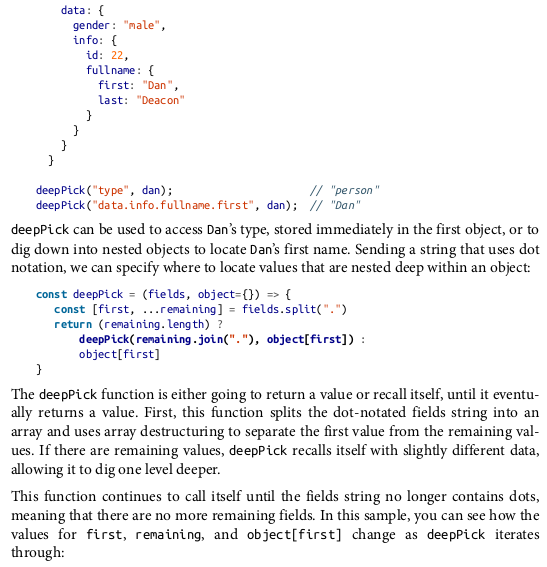 data: {
gender: "male",
info: {
id: 22,
fullname: {
first: "Dan",
last: "Deacon"
}
}
}
}
deepPick("type", dan); // "person"
deepPick("data.info.fullname.first", dan); // "Dan"
deepPick can be used to access Dan’s type, stored immediately in the first object, or to
dig down into nested objects to locate Dan’s first name. Sending a string that uses dot
notation, we can specify where to locate values that are nested deep within an object:
const deepPick = (fields, object={}) => {
const [first, ...remaining] = fields.split(".")
return (remaining.length) ?
deepPick(remaining.join("."), object[first]) :
object[first]
}
The deepPick function is either going to return a value or recall itself, until it eventu‐
ally returns a value. First, this function splits the dot-notated fields string into an
array and uses array destructuring to separate the first value from the remaining val‐
ues. If there are remaining values, deepPick recalls itself with slightly different data,
allowing it to dig one level deeper.
This function continues to call itself until the fields string no longer contains dots,
meaning that there are no more remaining fields. In this sample, you can see how the
values for first, remaining, and object[first] change as deepPick iterates
through: